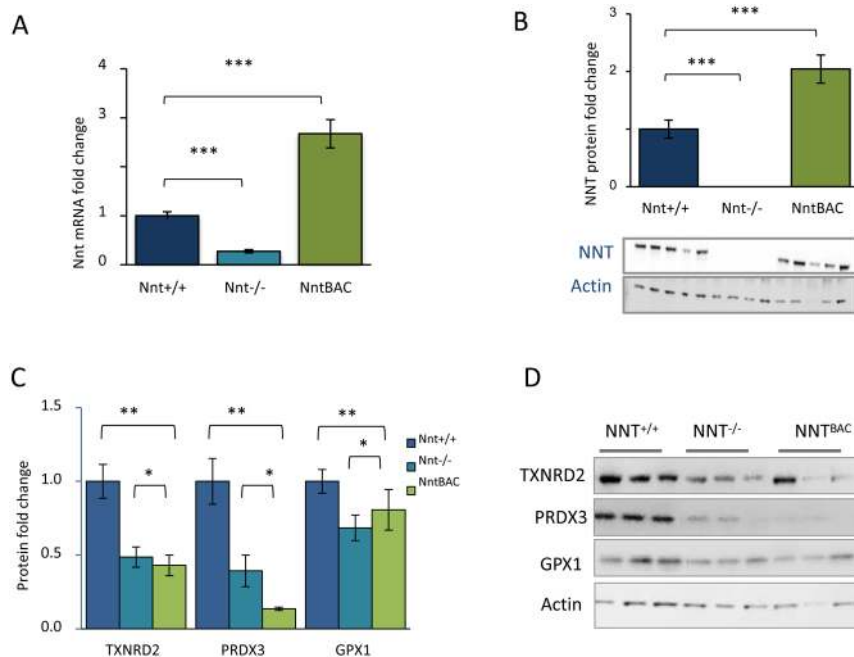 A
Nnt mRNA fold change
4
3
1
0
***
***
Nnt+/+
Nnt-/-
NntBAC
B
NNT protein fold change
3
2
1
0
***
***
Nnt+/+
Nnt-/-
NntBAC
NNT
Actin
C
Protein fold change
1.5
1.0
0.5
0.0
**
*
**
*
**
*
Nnt+/+
Nnt-/-
NntBAC
TXNRD2
PRDX3
GPX1
D
NNT+/+
NNT-/-
NNTBAC
TXNRD2
PRDX3
GPX1
Actin